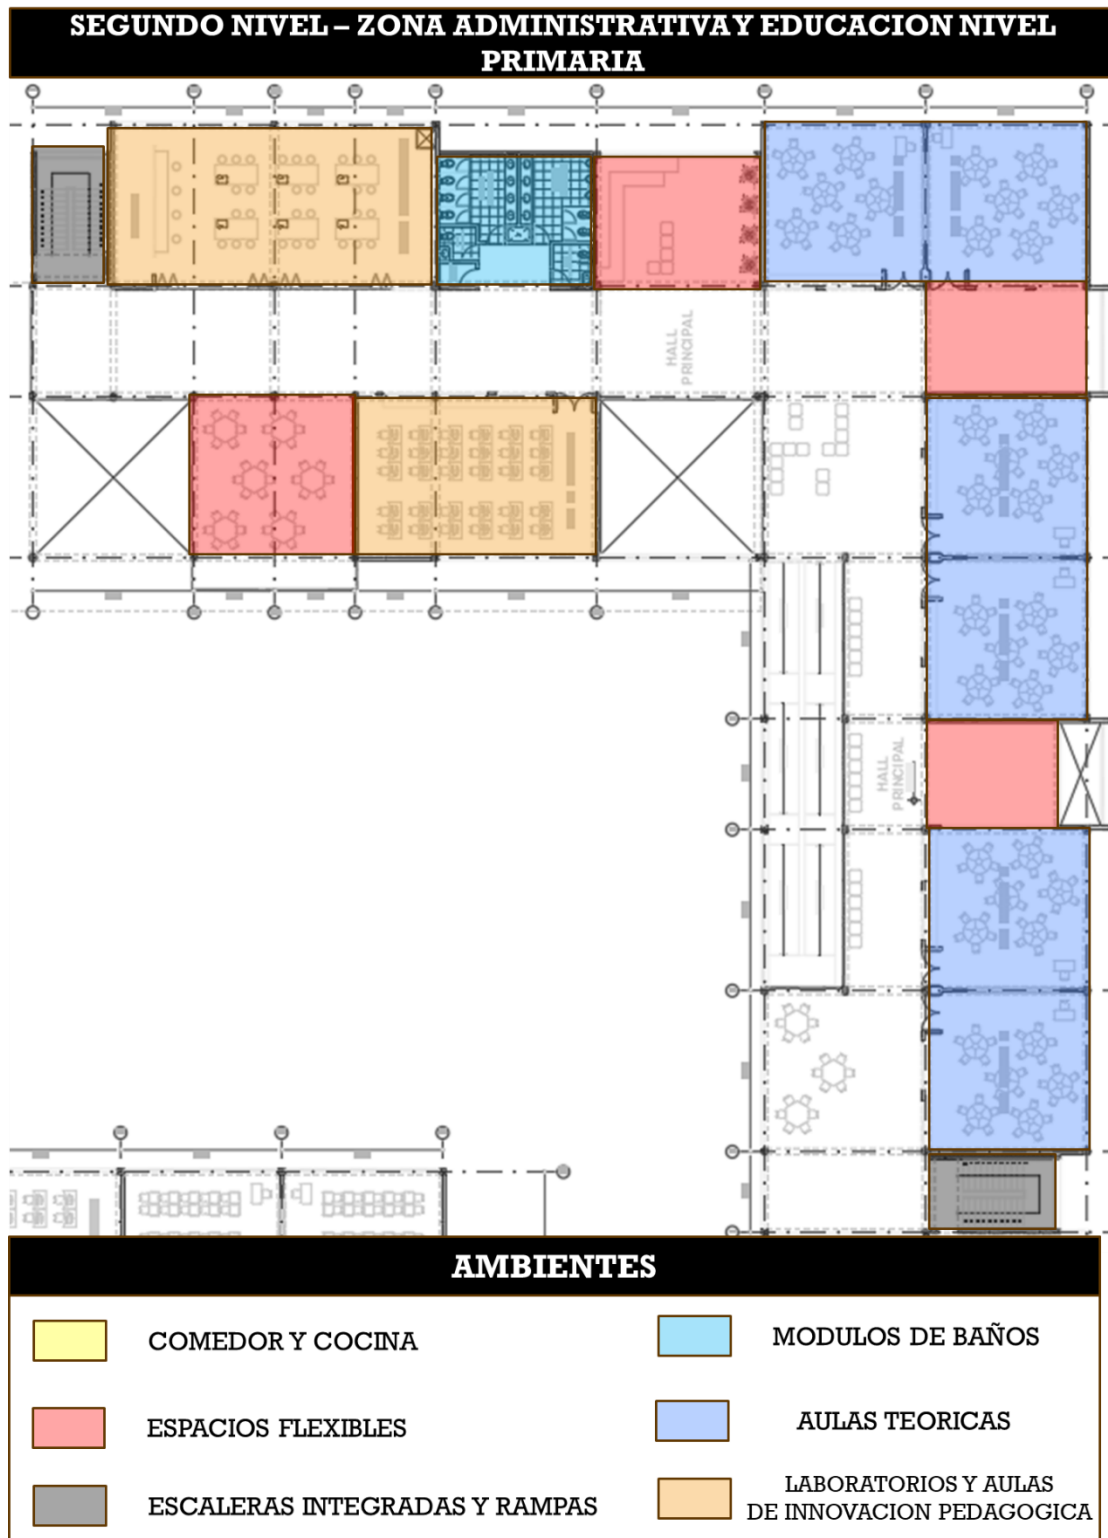 SEGUNDO NIVEL – ZONA ADMINISTRATIVAY EDUCACION NIVEL
PRIMARIA
HALL
PRINCIPAL
HALL
PRINCIPAL
AMBIENTES
COMEDOR Y COCINA
MODULOS DE BAÑOS
ESPACIOS FLEXIBLES
AULAS TEORICAS
ESCALERAS INTEGRADAS Y RAMPAS
LABORATORIOS Y AULAS
DE INNOVACION PEDAGOGICA